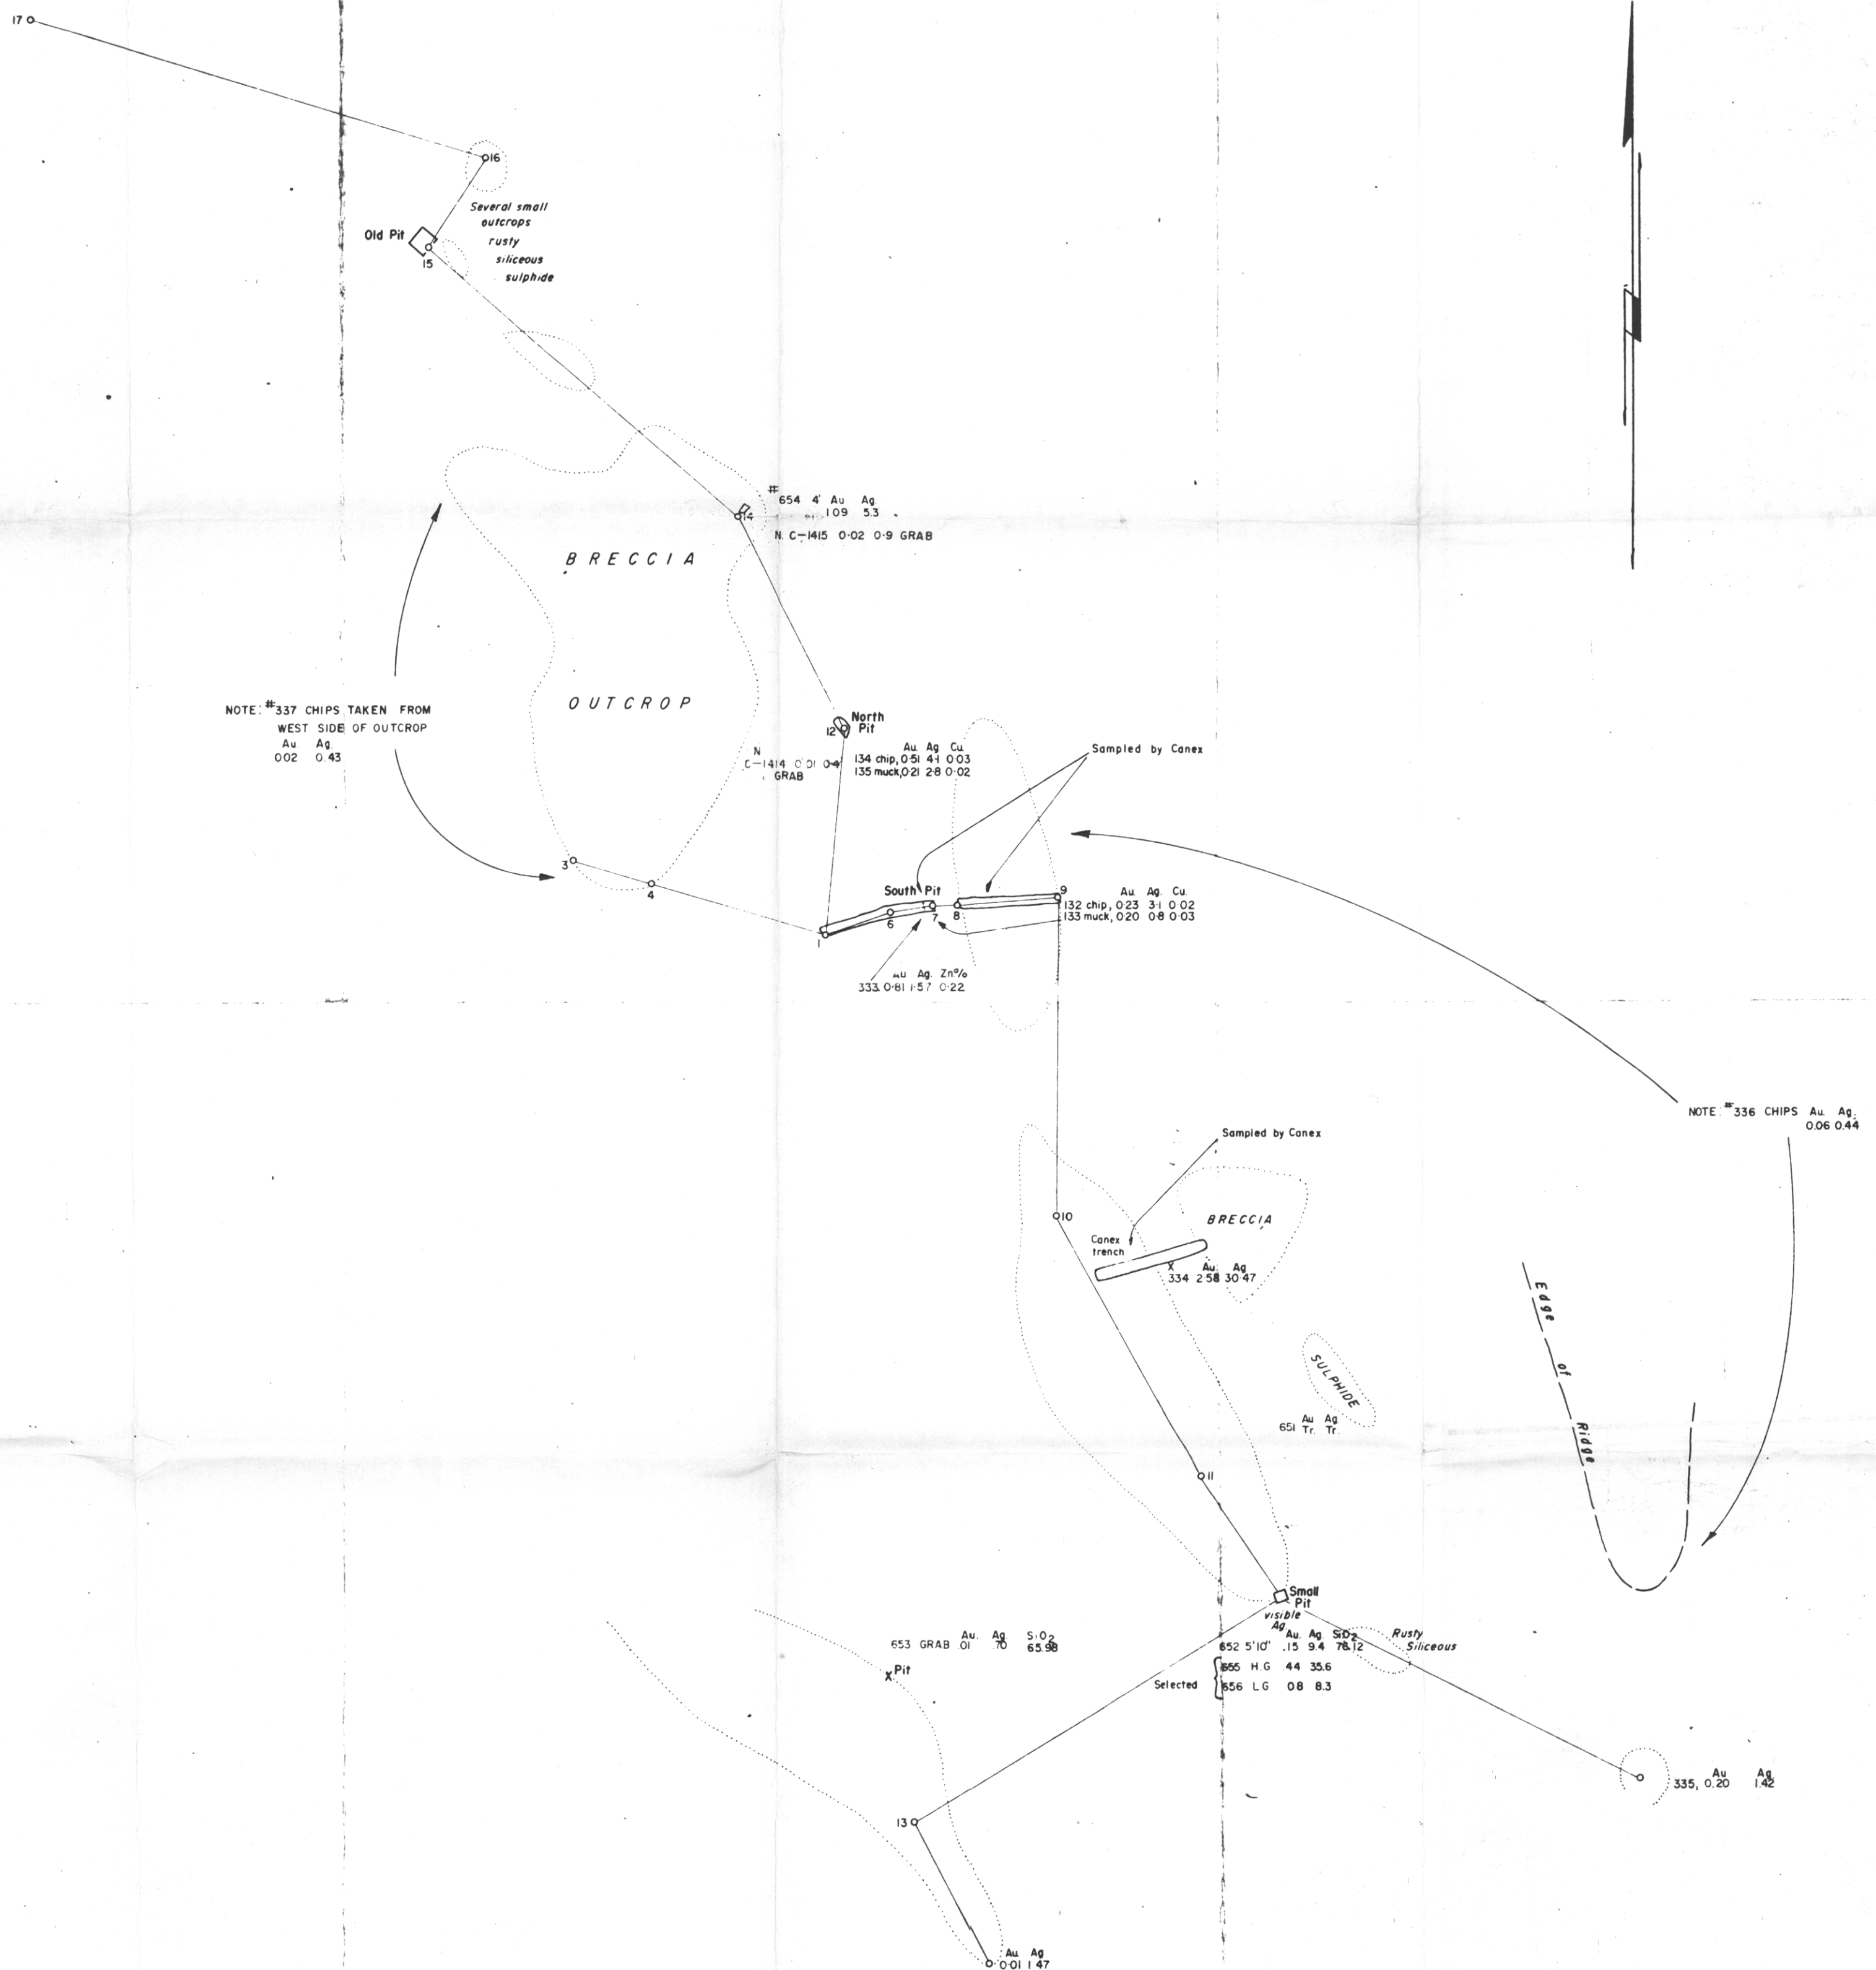 17
16
Several small
outcrops
rusty
siliceous
sulphide
Old Pit
15
#
654 4' Au Ag.
1 09 5.3
14
N. C-1415 0·02 0·9 GRAB
BRECCIA
OUTCROP
NOTE: #337 CHIPS TAKEN FROM
WEST SIDE OF OUTCROP
Au Ag.
0 02 0.43
North
Pit
12
N
C-1414 0 01 0·4
GRAB
Au. Ag Cu.
134 chip, 0·51 4·1 0·03
135 muck, 0·21 2·8 0·02
Sampled by Canex
3
4
1
South Pit
6
7
8
9
Au. Ag. Cu.
132 chip, 0·23 3·1 0·02
133 muck, 0·20 0·8 0·03
Au Ag. Zn%
333. 0·81 1·57 0·22
NOTE: #336 CHIPS Au. Ag.
0.06 0.44
Sampled by Canex
10
BRECCIA
Canex
trench
X Au. Ag
334 2·58 30·47
Edge
of
Ridge
SULPHIDE
Au Ag.
651 Tr. Tr.
11
Small
Pit
visible
Ag.
Au. Ag. SiO2
652 5'10" .15 9.4 78.12
Selected
655 H.G .44 35.6
656 L G 08 8.3
Rusty
Siliceous
Au. Ag SiO2
653 GRAB .01 .70 65.98
x Pit
Au Ag.
335, 0.20 1.42
13
Au Ag
0·01 1·47